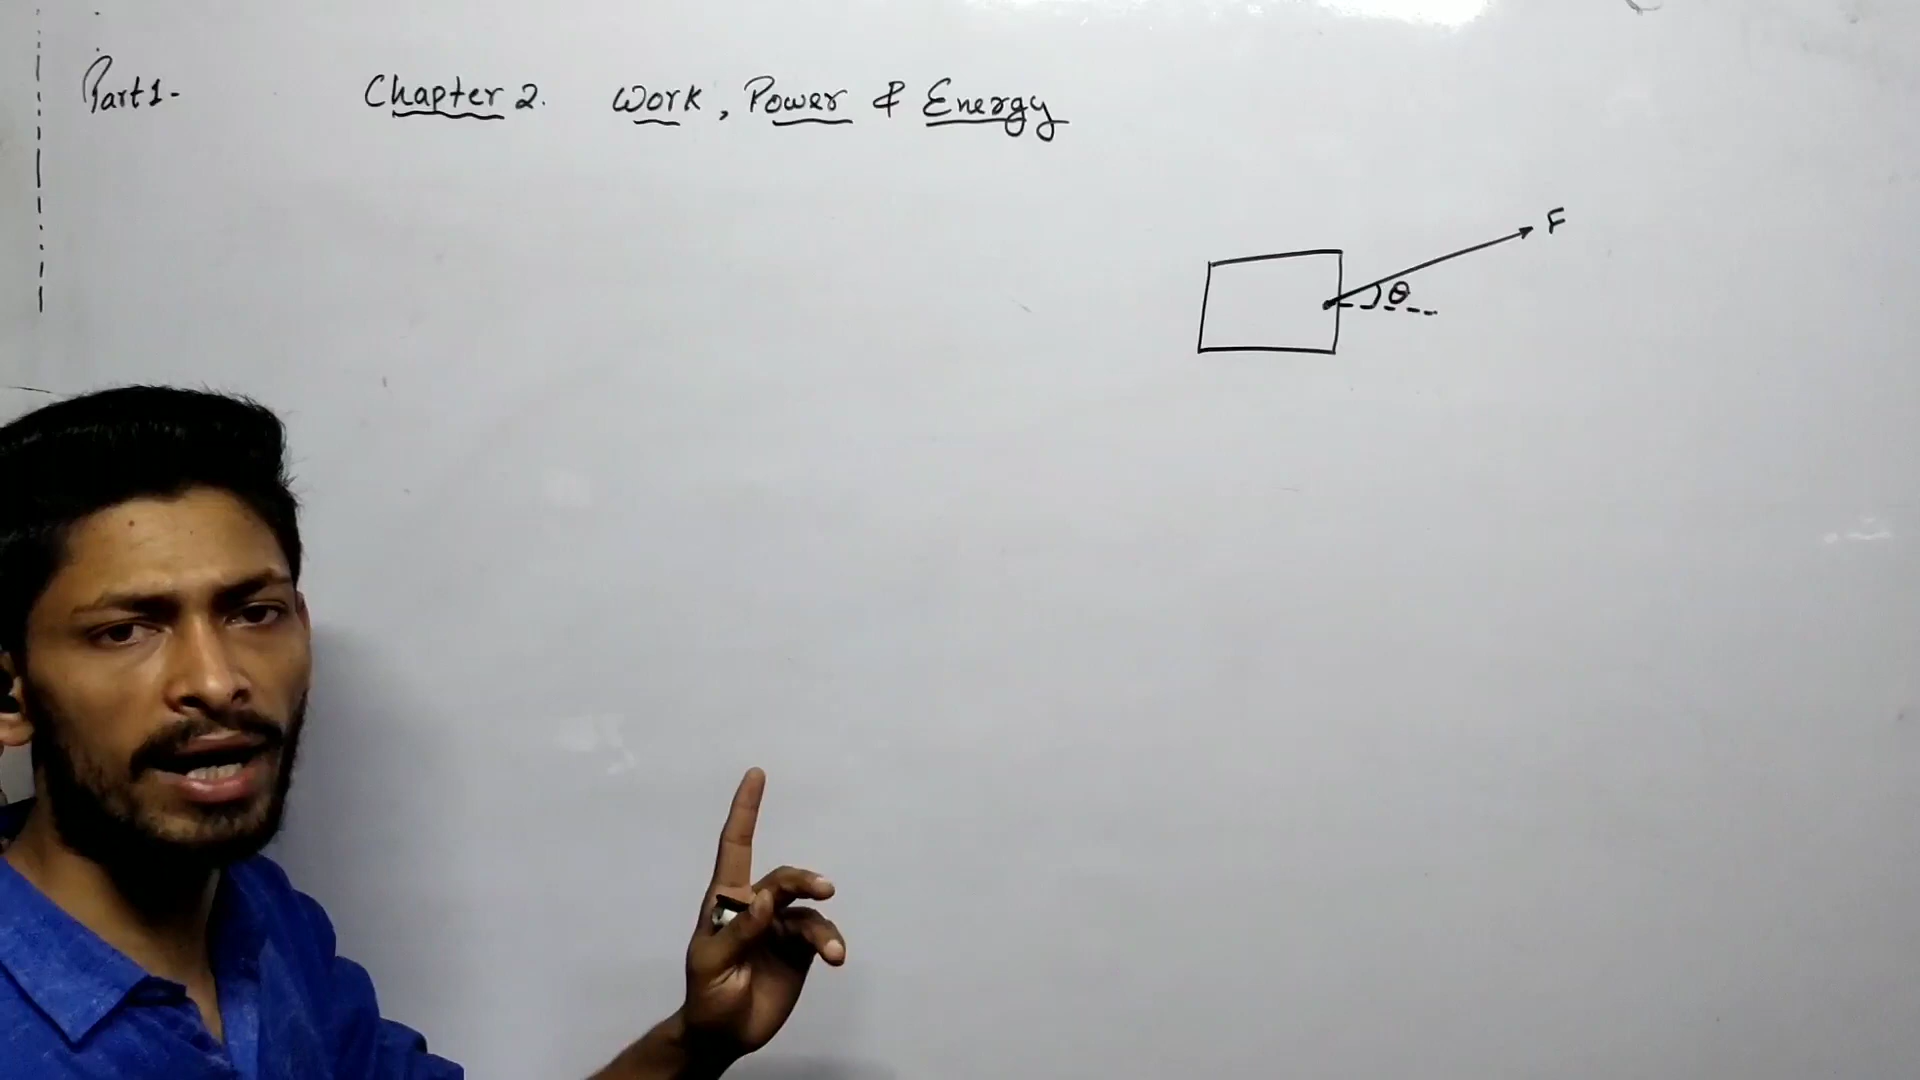 Part 1- Chapter 2. Work, Power & Energy
F
θ